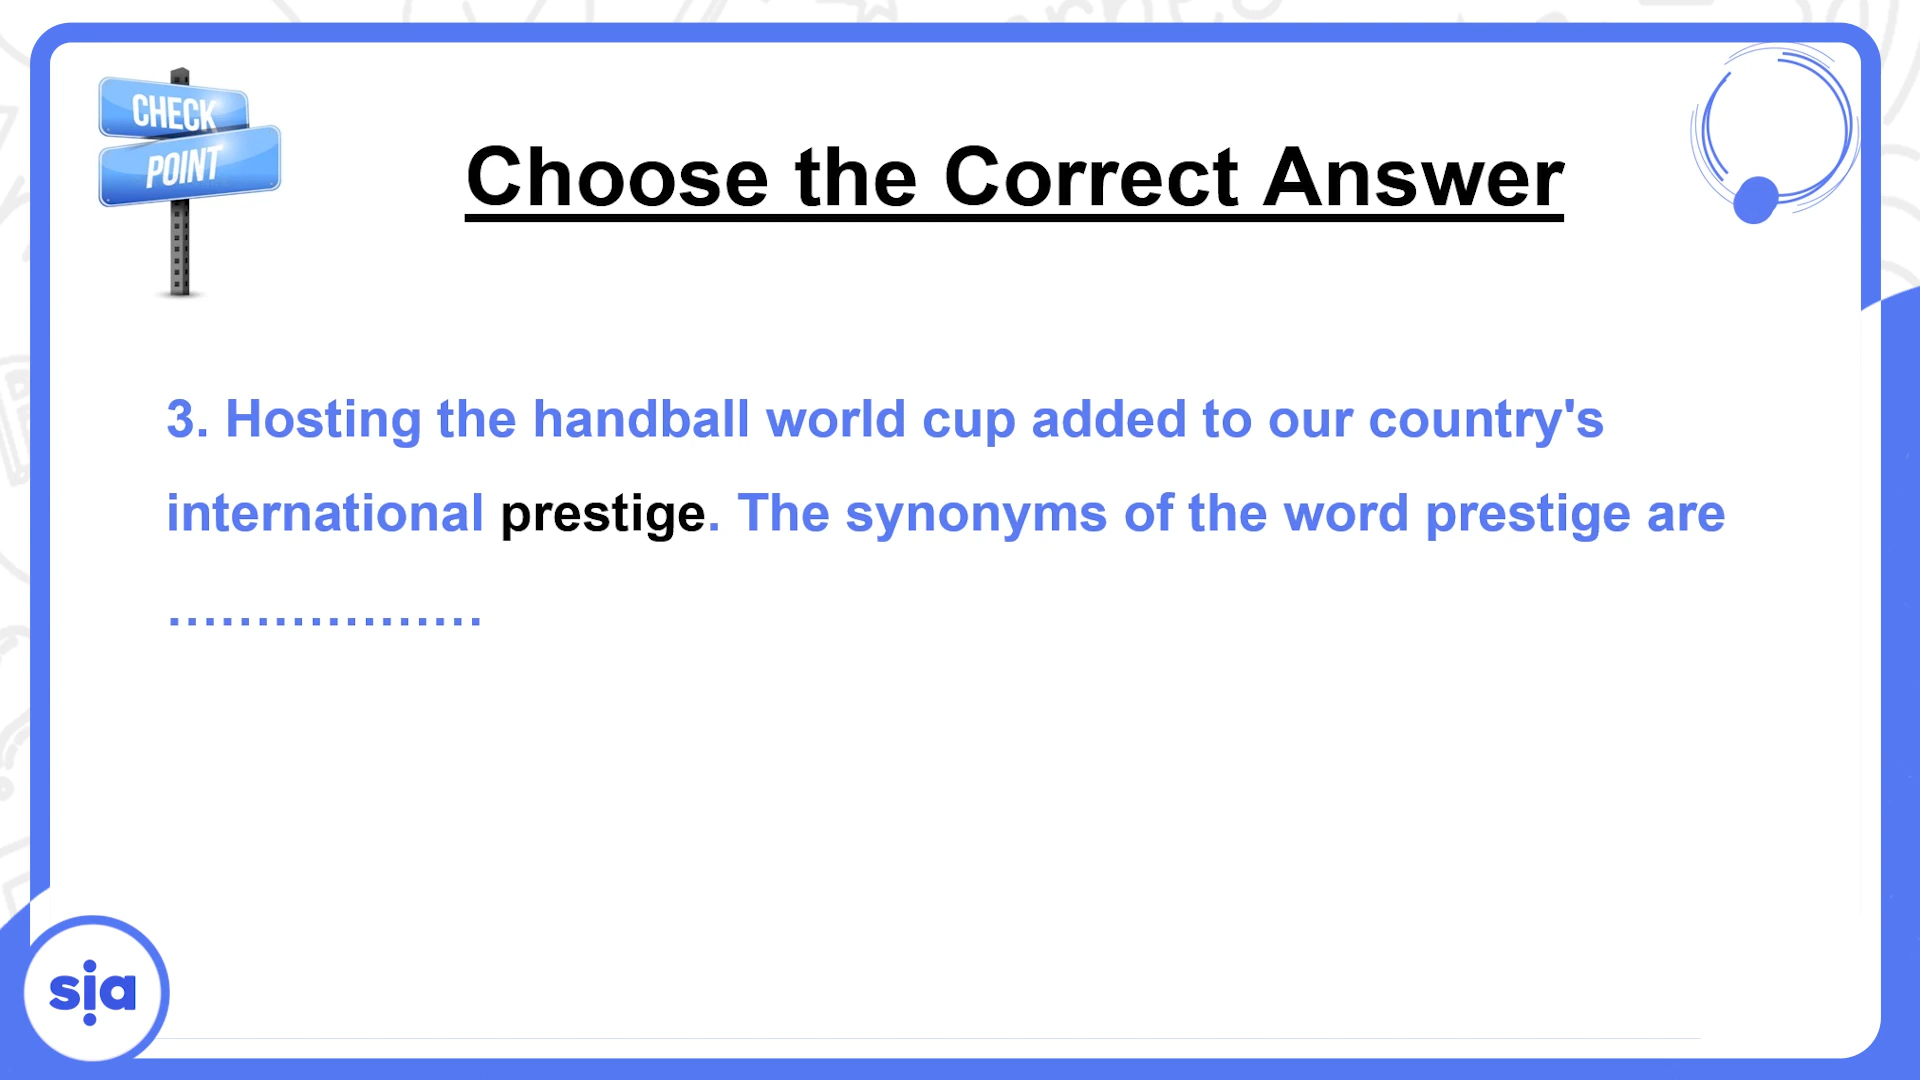 CHECK
POINT
Choose the Correct Answer
3. Hosting the handball world cup added to our country's
international prestige. The synonyms of the word prestige are
………………
sia